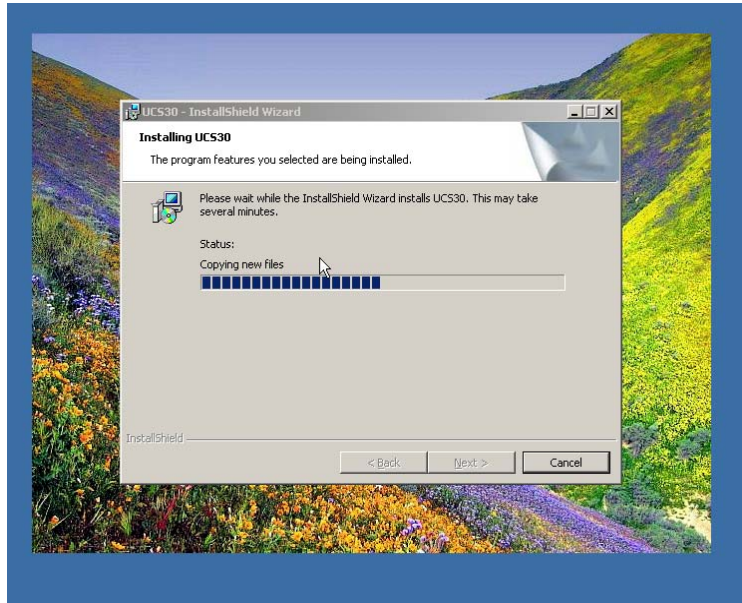 UCS30 - InstallShield Wizard
Installing UCS30
The program features you selected are being installed.
Please wait while the InstallShield Wizard installs UCS30. This may take
several minutes.
Status:
Copying new files
InstallShield
< Back
Next >
Cancel